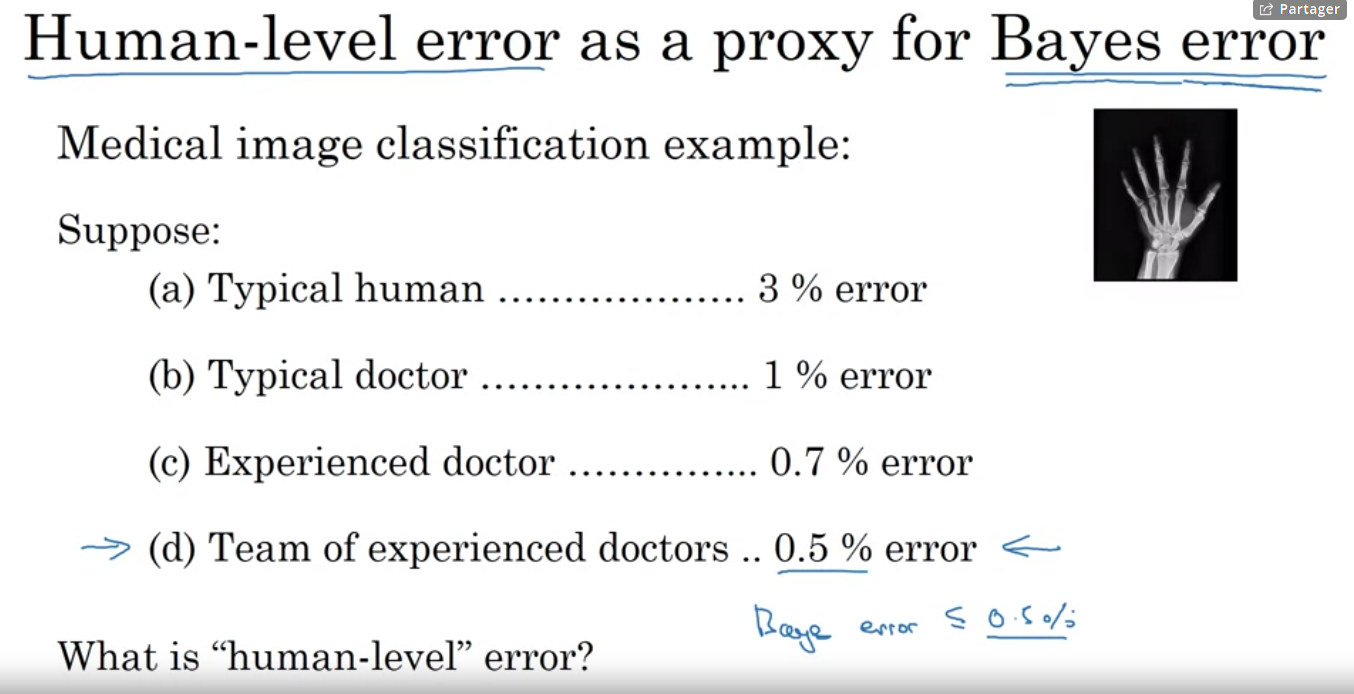 Partager
Human-level error as a proxy for Bayes error
Medical image classification example:
Suppose:
(a) Typical human ................... 3 % error
(b) Typical doctor ..................... 1 % error
(c) Experienced doctor ............... 0.7 % error
→ (d) Team of experienced doctors .. 0.5 % error ←
Baye error ≤ 0.5%
What is “human-level” error?